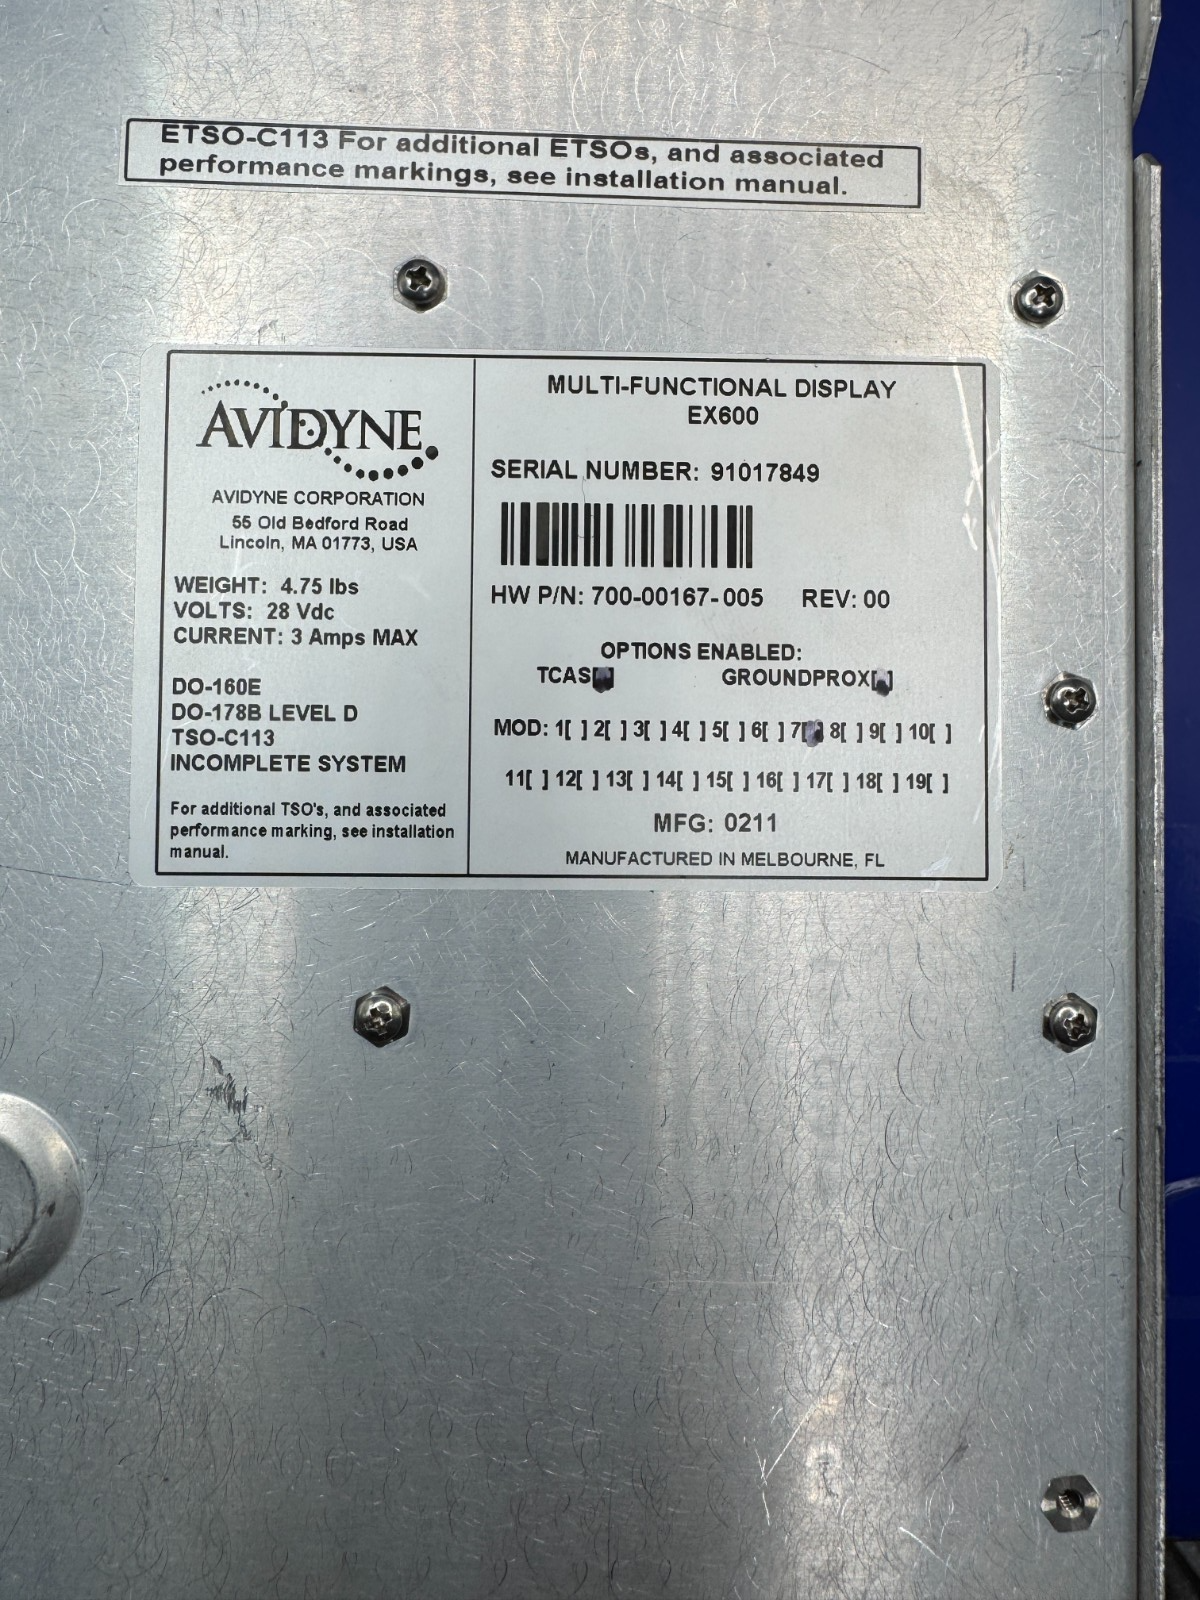 ETSO-C113 For additional ETSOs, and associated
performance markings, see installation manual.
AVIDYNE
AVIDYNE CORPORATION
55 Old Bedford Road
Lincoln, MA 01773, USA
WEIGHT: 4.75 lbs
VOLTS: 28 Vdc
CURRENT: 3 Amps MAX
DO-160E
DO-178B LEVEL D
TSO-C113
INCOMPLETE SYSTEM
For additional TSO's, and associated
performance marking, see installation
manual.
MULTI-FUNCTIONAL DISPLAY
EX600
SERIAL NUMBER: 91017849
HW P/N: 700-00167-005 REV: 00
OPTIONS ENABLED:
TCAS[ ] GROUNDPROX[ ]
MOD: 1[ ] 2[ ] 3[ ] 4[ ] 5[ ] 6[ ] 7[ ] 8[ ] 9[ ] 10[ ]
11[ ] 12[ ] 13[ ] 14[ ] 15[ ] 16[ ] 17[ ] 18[ ] 19[ ]
MFG: 0211
MANUFACTURED IN MELBOURNE, FL